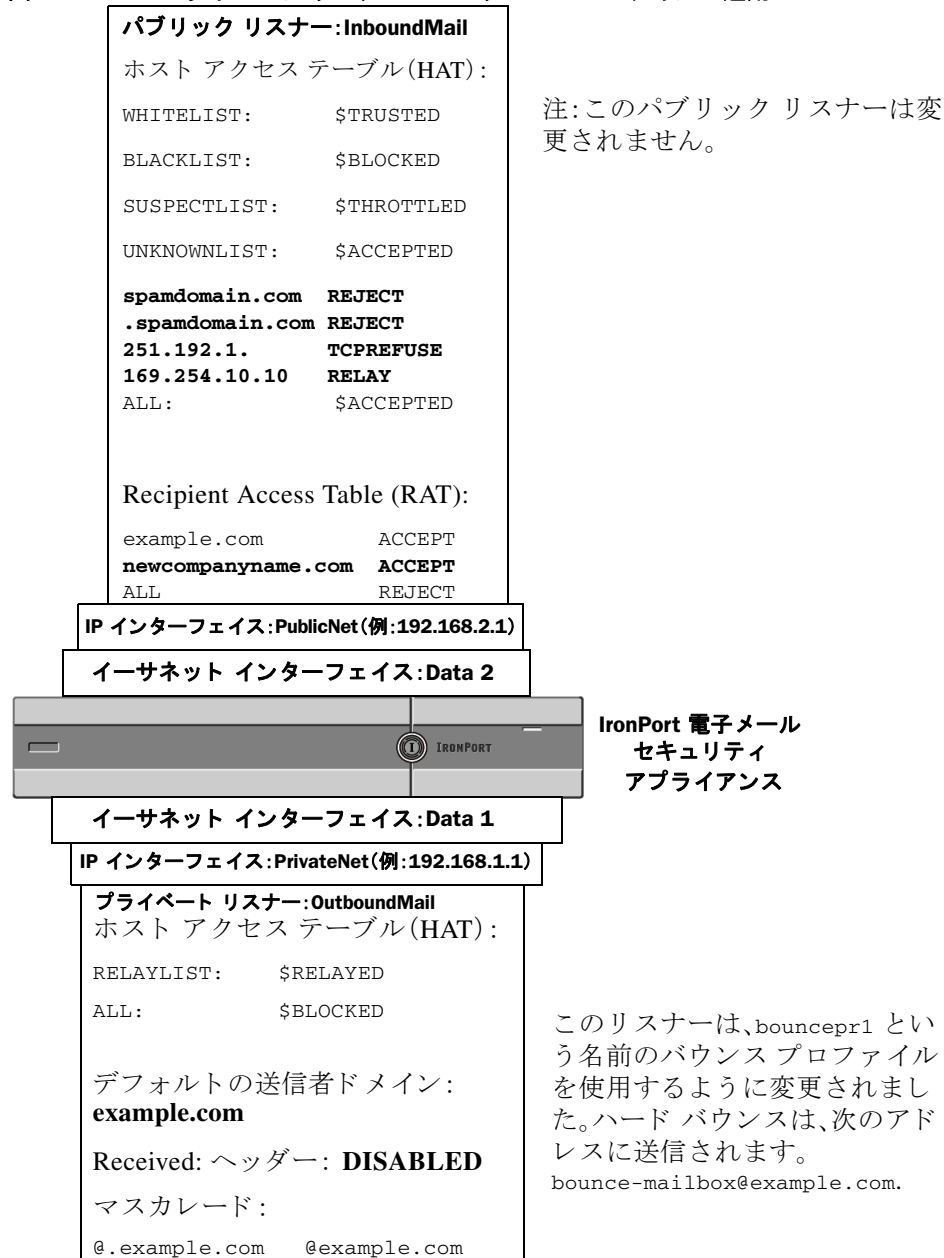 パブリック リスナー：InboundMail
ホスト アクセス テーブル（HAT）：
WHITELIST: $TRUSTED
BLACKLIST: $BLOCKED
SUSPECTLIST: $THROTTLED
UNKNOWNLIST: $ACCEPTED
spamdomain.com REJECT
.spamdomain.com REJECT
251.192.1. TCPREFUSE
169.254.10.10 RELAY
ALL: $ACCEPTED
注：このパブリック リスナーは変
更されません。
Recipient Access Table (RAT):
example.com ACCEPT
newcompanyname.com ACCEPT
ALL REJECT
IP インターフェイス：PublicNet（例：192.168.2.1）
イーサネット インターフェイス：Data 2
IRONPORT
IronPort 電子メール
セキュリティ
アプライアンス
イーサネット インターフェイス：Data 1
IP インターフェイス：PrivateNet（例：192.168.1.1）
プライベート リスナー：OutboundMail
ホスト アクセス テーブル（HAT）：
RELAYLIST: $RELAYED
ALL: $BLOCKED
デフォルトの送信者ドメイン：
example.com
Received: ヘッダー： DISABLED
マスカレード：
@.example.com @example.com
このリスナーは、bouncepr1 とい
う名前のバウンス プロファイル
を使用するように変更されまし
た。ハード バウンスは、次のアド
レスに送信されます。
bounce-mailbox@example.com.